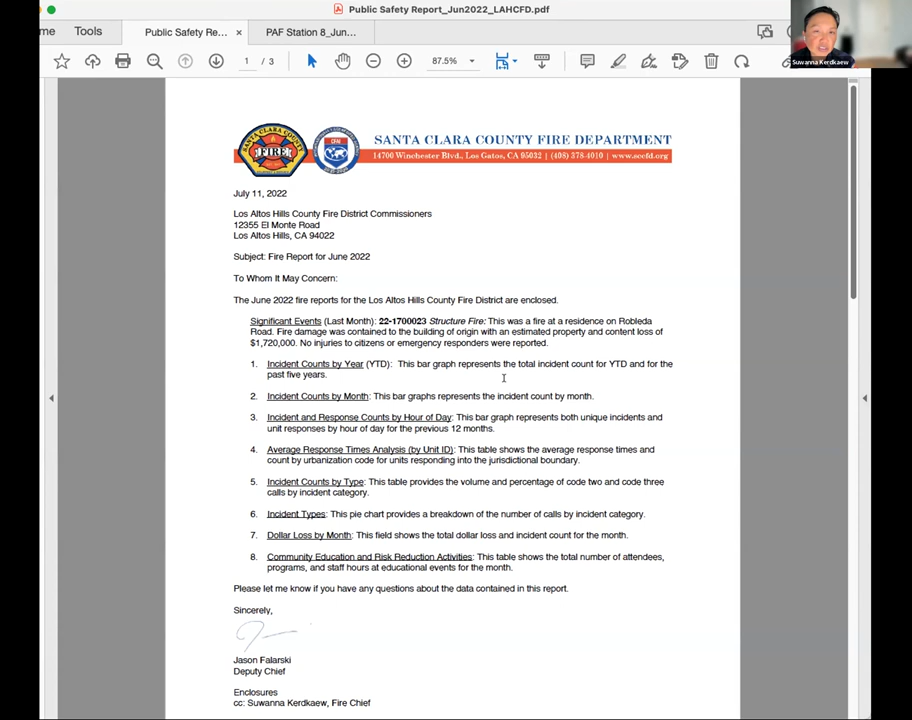 Public Safety Report_Jun2022_LAHCFD.pdf
me Tools Public Safety Re... × PAF Station 8_Jun...
1 / 3 87.5%
Suwanna Kerdkaew
FIRE
SANTA CLARA COUNTY FIRE DEPARTMENT
14700 Winchester Blvd., Los Gatos, CA 95032 | (408) 378-4010 | www.sccfd.org
July 11, 2022
Los Altos Hills County Fire District Commissioners
12355 El Monte Road
Los Altos Hills, CA 94022
Subject: Fire Report for June 2022
To Whom It May Concern:
The June 2022 fire reports for the Los Altos Hills County Fire District are enclosed.
Significant Events (Last Month): 22-1700023 Structure Fire: This was a fire at a residence on Robleda
Road. Fire damage was contained to the building of origin with an estimated property and content loss of
$1,720,000. No injuries to citizens or emergency responders were reported.
1. Incident Counts by Year (YTD): This bar graph represents the total incident count for YTD and for the
past five years.
2. Incident Counts by Month: This bar graphs represents the incident count by month.
3. Incident and Response Counts by Hour of Day: This bar graph represents both unique incidents and
unit responses by hour of day for the previous 12 months.
4. Average Response Times Analysis (by Unit ID): This table shows the average response times and
count by urbanization code for units responding into the jurisdictional boundary.
5. Incident Counts by Type: This table provides the volume and percentage of code two and code three
calls by incident category.
6. Incident Types: This pie chart provides a breakdown of the number of calls by incident category.
7. Dollar Loss by Month: This field shows the total dollar loss and incident count for the month.
8. Community Education and Risk Reduction Activities: This table shows the total number of attendees,
programs, and staff hours at educational events for the month.
Please let me know if you have any questions about the data contained in this report.
Sincerely,
Jason Falarski
Deputy Chief
Enclosures
cc: Suwanna Kerdkaew, Fire Chief